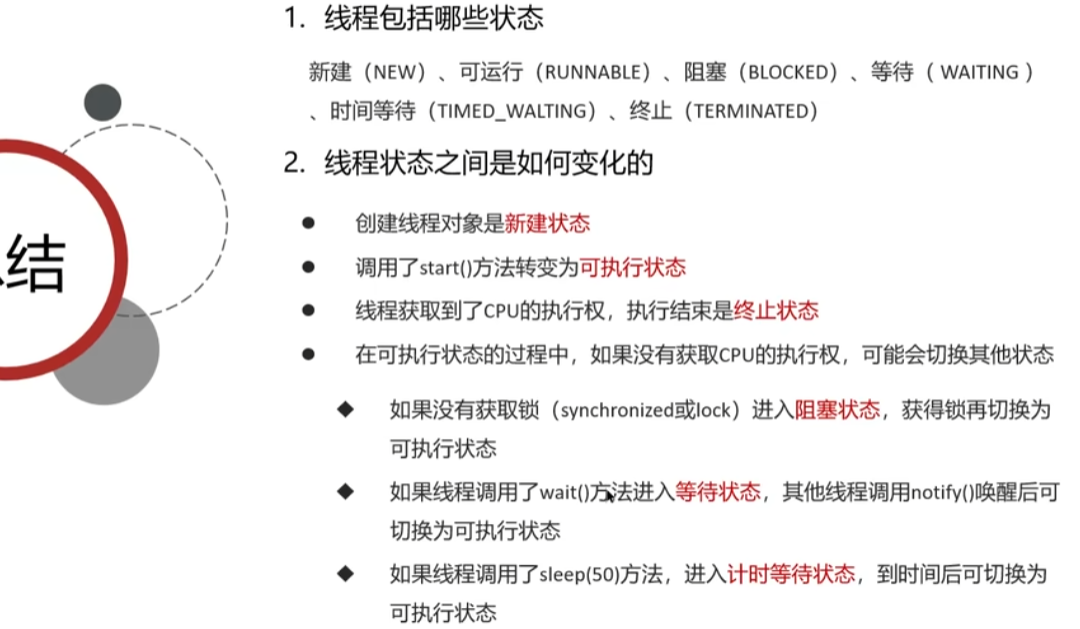 1. 线程包括哪些状态
新建（NEW）、可运行（RUNNABLE）、阻塞（BLOCKED）、等待（ WAITING ）
、时间等待（TIMED_WALTING）、终止（TERMINATED）
2. 线程状态之间是如何变化的
结
● 创建线程对象是新建状态
● 调用了start()方法转变为可执行状态
● 线程获取到了CPU的执行权，执行结束是终止状态
● 在可执行状态的过程中，如果没有获取CPU的执行权，可能会切换其他状态
◆ 如果没有获取锁（synchronized或lock）进入阻塞状态，获得锁再切换为
可执行状态
◆ 如果线程调用了wait()方法进入等待状态，其他线程调用notify()唤醒后可
切换为可执行状态
◆ 如果线程调用了sleep(50)方法，进入计时等待状态，到时间后可切换为
可执行状态